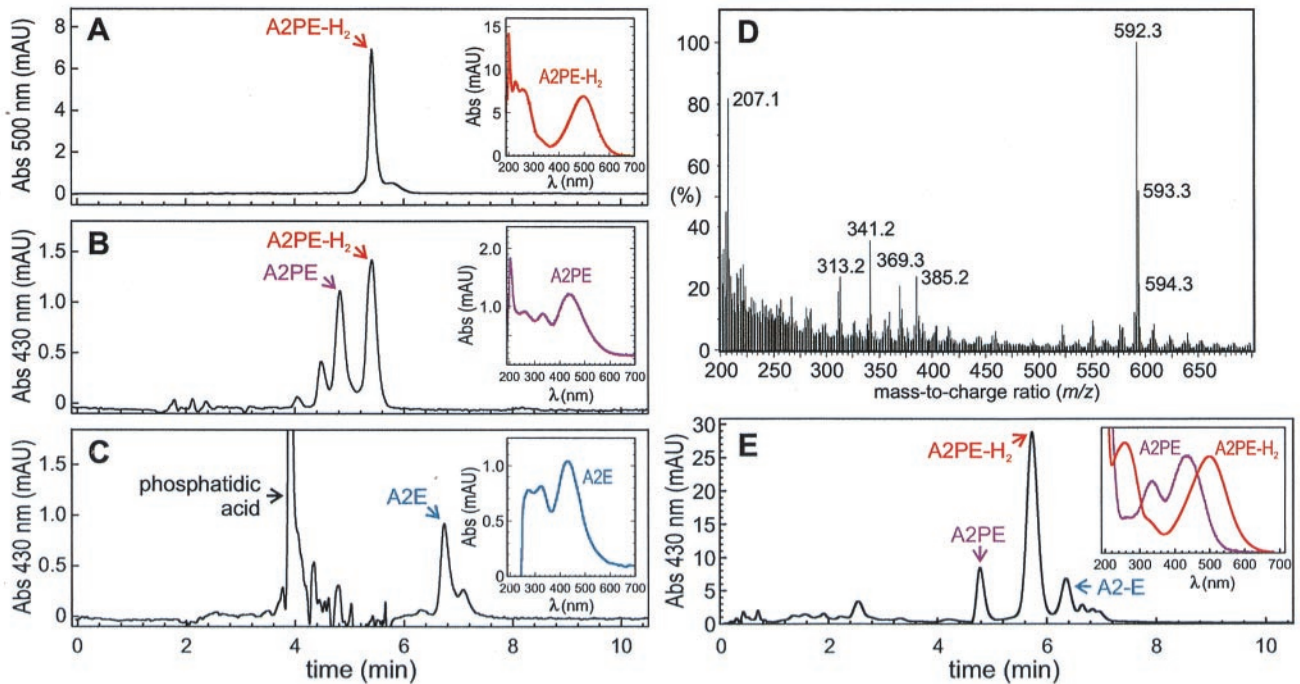 A
A2PE-H₂
Abs 500 nm (mAU)
8
6
4
2
0
A2PE-H₂
Abs (mAU)
15
10
5
0
200 300 400 500 600 700
λ (nm)
B
A2PE-H₂
A2PE
Abs 430 nm (mAU)
1.5
1.0
0.5
0
A2PE
Abs (mAU)
2.0
1.0
0
200 300 400 500 600 700
λ (nm)
C
phosphatidic
acid
A2E
Abs 430 nm (mAU)
1.5
1.0
0.5
0
A2E
Abs (mAU)
1.0
0.5
0
200 300 400 500 600 700
λ (nm)
0 2 4 6 8 10
time (min)
D
592.3
207.1
593.3
341.2
369.3
313.2
385.2
594.3
100
80
60
(%)
40
20
0
200 250 300 350 400 450 500 550 600 650
mass-to-charge ratio (m/z)
E
A2PE-H₂
A2PE
A2-E
Abs 430 nm (mAU)
30
25
20
15
10
5
0
A2PE
A2PE-H₂
200 300 400 500 600 700
λ (nm)
0 2 4 6 8 10
time (min)